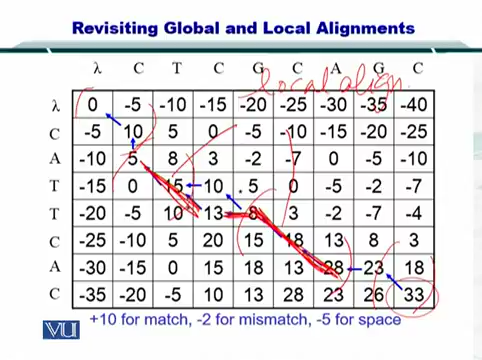 Revisiting Global and Local Alignments
λ C T C G C A G C
local align.
λ 0 -5 -10 -15 -20 -25 -30 -35 -40
C -5 10 5 0 -5 -10 -15 -20 -25
A -10 5 8 3 -2 -7 0 -5 -10
T -15 0 15 10 5 0 -5 -2 -7
T -20 -5 10 13 8 3 -2 -7 -4
C -25 -10 5 20 15 18 13 8 3
A -30 -15 0 15 18 13 28 23 18
C -35 -20 -5 10 13 28 23 26 33
+10 for match, -2 for mismatch, -5 for space
VU